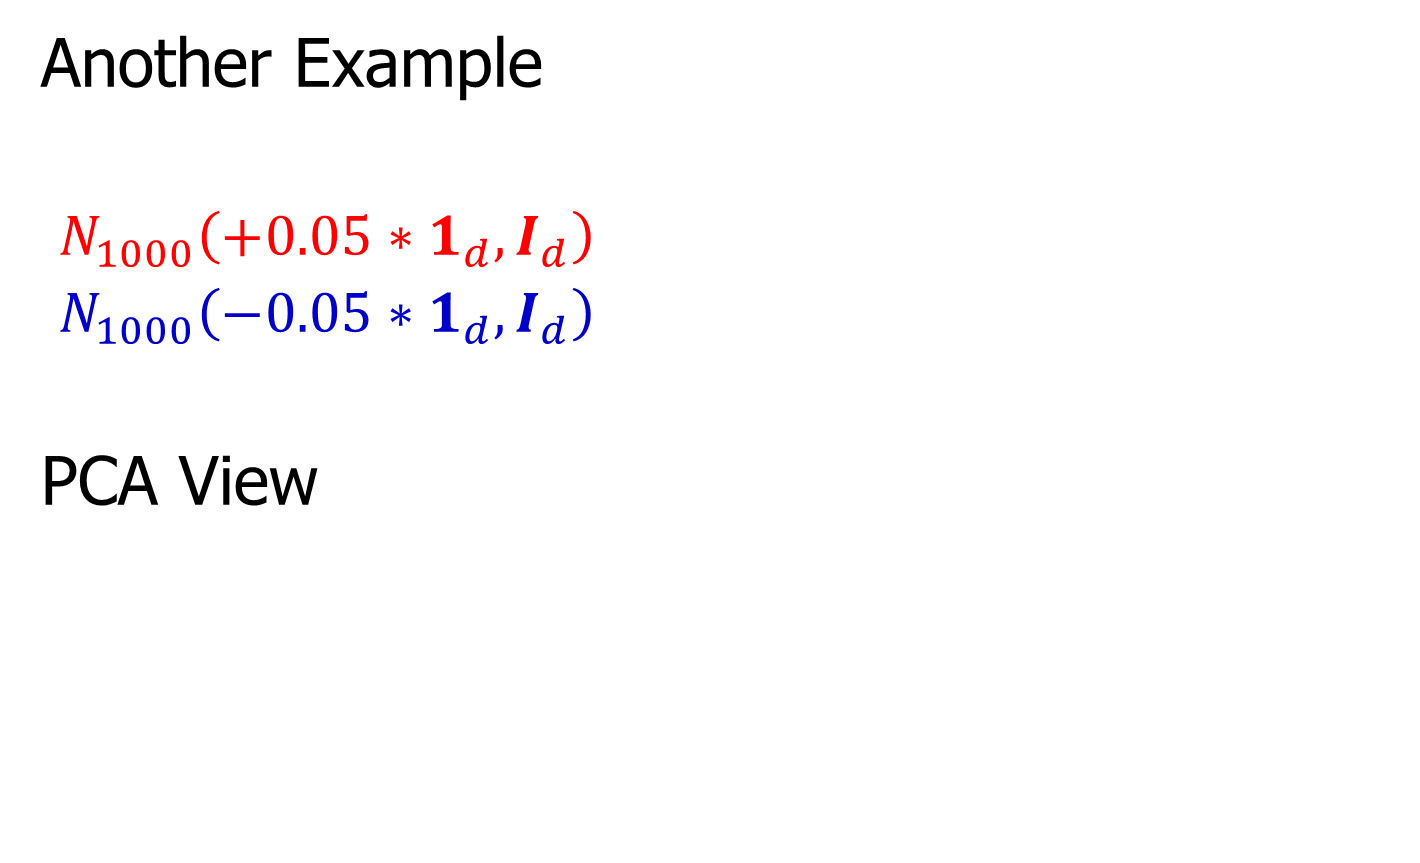 Another Example
N₁₀₀₀(+0.05 ∗ 𝟏_d, 𝑰_d)
N₁₀₀₀(−0.05 ∗ 𝟏_d, 𝑰_d)
PCA View